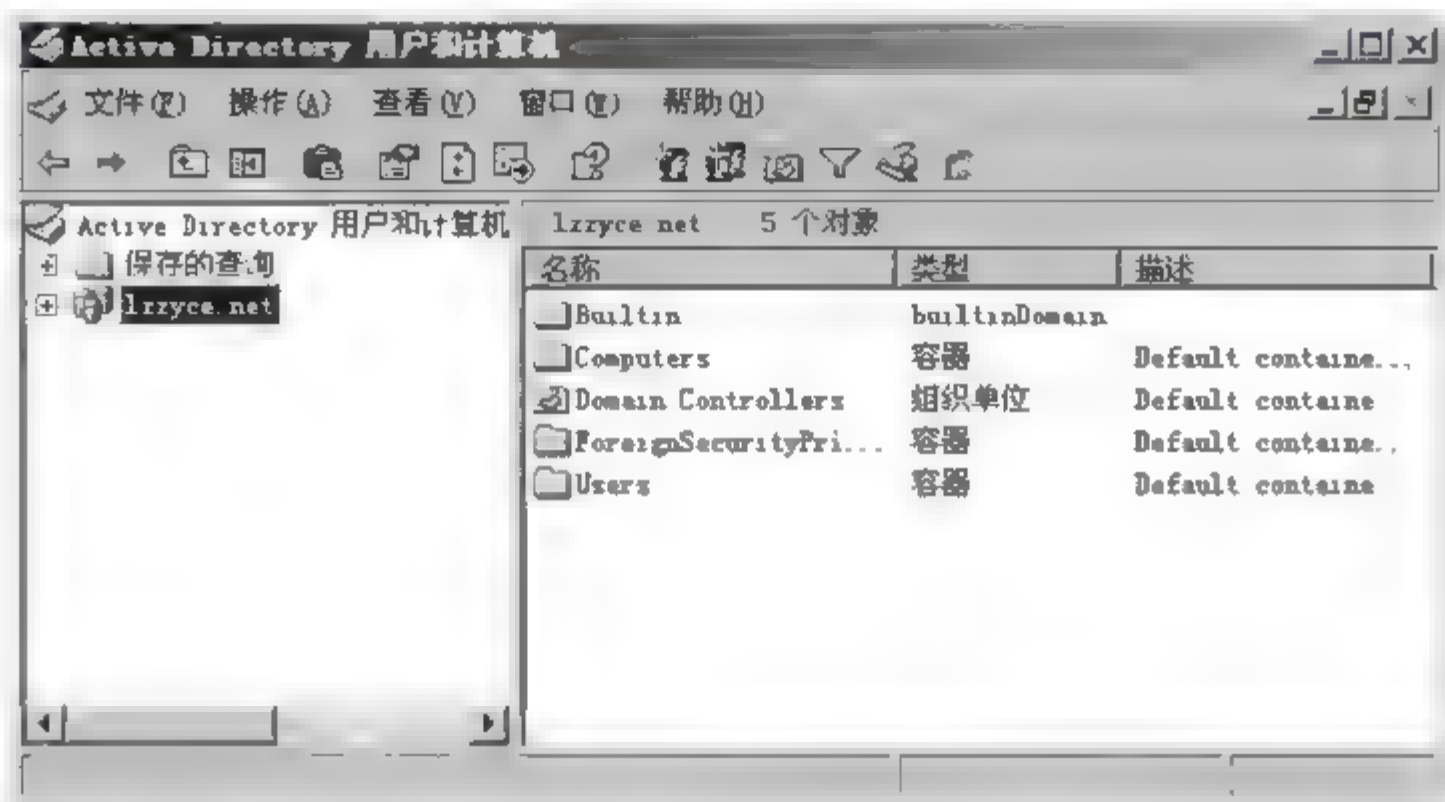 Active Directory 用户和计算机
文件(F) 操作(A) 查看(V) 窗口(W) 帮助(H)
Active Directory 用户和计算机
保存的查询
lrzyce.net
lrzyce net 5 个对象
名称 类型 描述
Builtin builtinDomain
Computers 容器 Default containe...
Domain Controllers 组织单位 Default containe
ForeignSecurityPri... 容器 Default containe..
Users 容器 Default containe